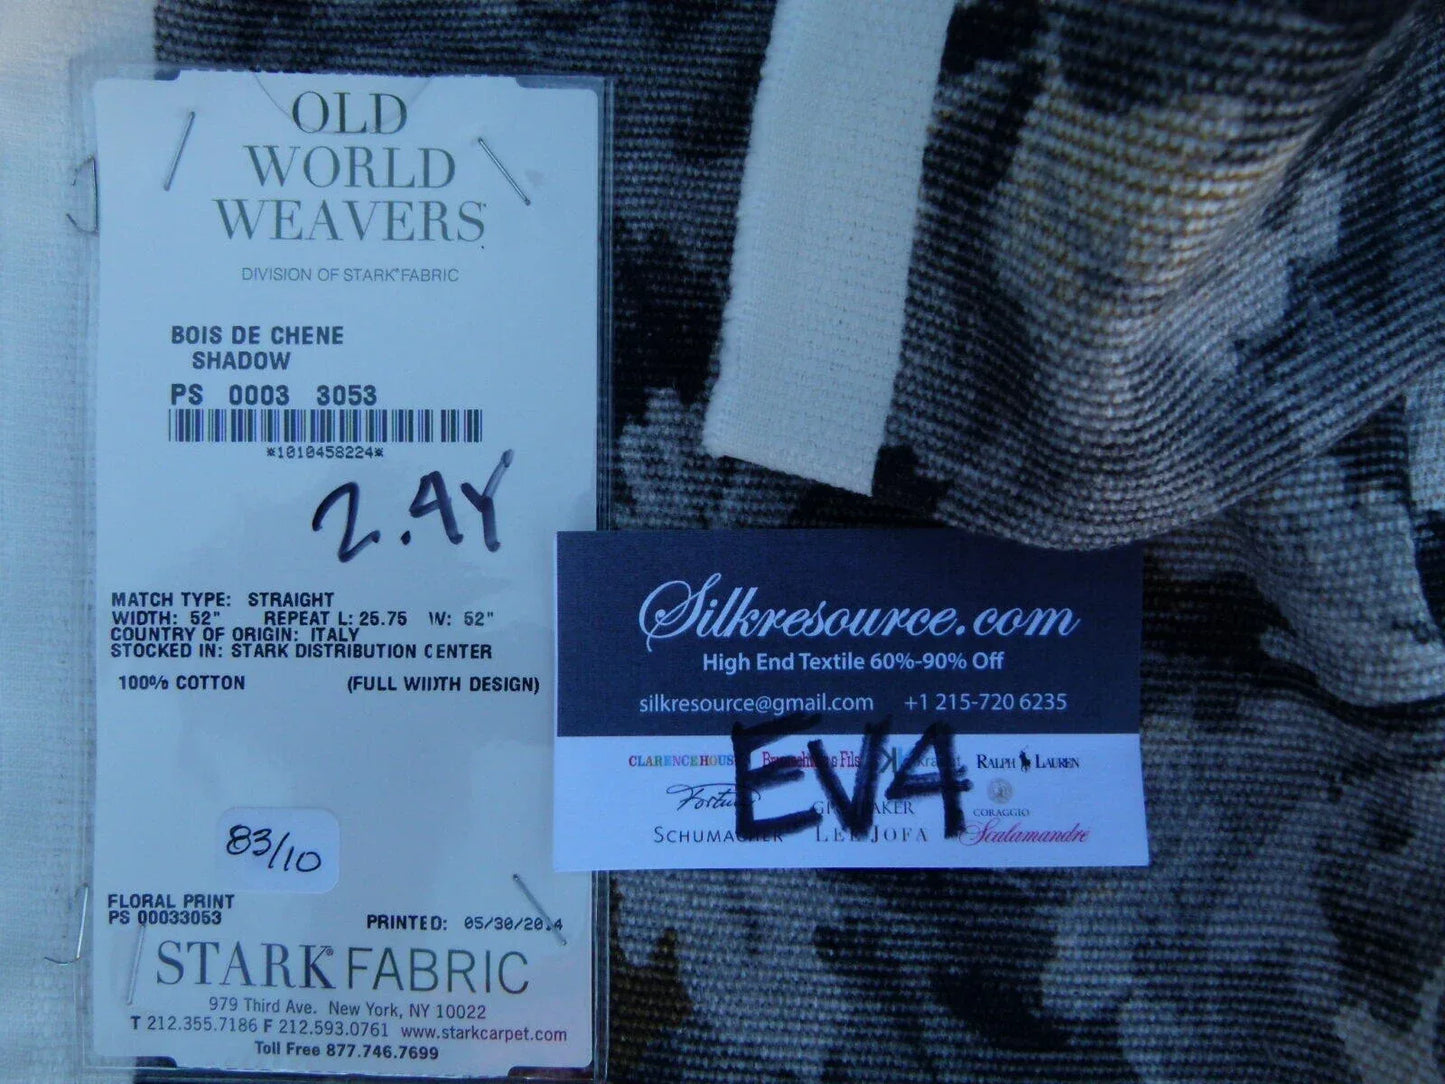 OLD
WORLD
WEAVERS
DIVISION OF STARK® FABRIC
BOIS DE CHENE
SHADOW
PS 0003 3053
*1010458224*
2.4Y
MATCH TYPE: STRAIGHT
WIDTH: 52" REPEAT L: 25.75 W: 52"
COUNTRY OF ORIGIN: ITALY
STOCKED IN: STARK DISTRIBUTION CENTER
100% COTTON (FULL WIDTH DESIGN)
83/10
FLORAL PRINT
PS 00033053
PRINTED: 05/30/2014
STARK® FABRIC
979 Third Ave. New York, NY 10022
T 212.355.7186 F 212.593.0761 www.starkcarpet.com
Toll Free 877.746.7699
Silkresource.com
High End Textile 60%-90% Off
silkresource@gmail.com +1 215-720 6235
EV4
CLARENCE HOUSE
& Fils
RALPH LAUREN
CORAGGIO
SCHUMACHER LEE JOFA Scalamandré